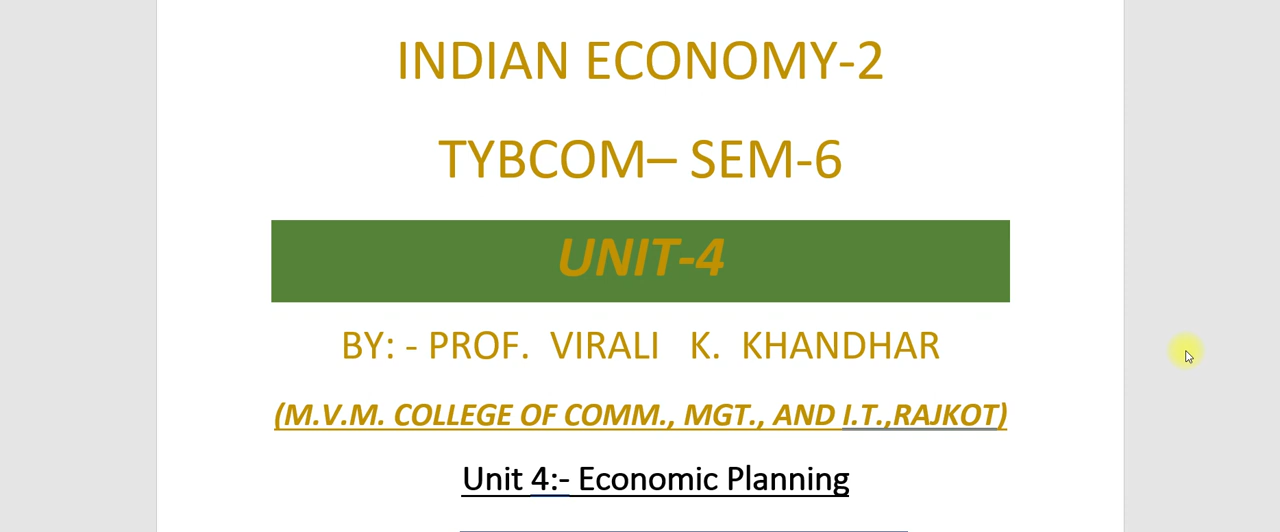 INDIAN ECONOMY-2
TYBCOM– SEM-6
UNIT-4
BY: - PROF. VIRALI K. KHANDHAR
(M.V.M. COLLEGE OF COMM., MGT., AND I.T.,RAJKOT)
Unit 4:- Economic Planning